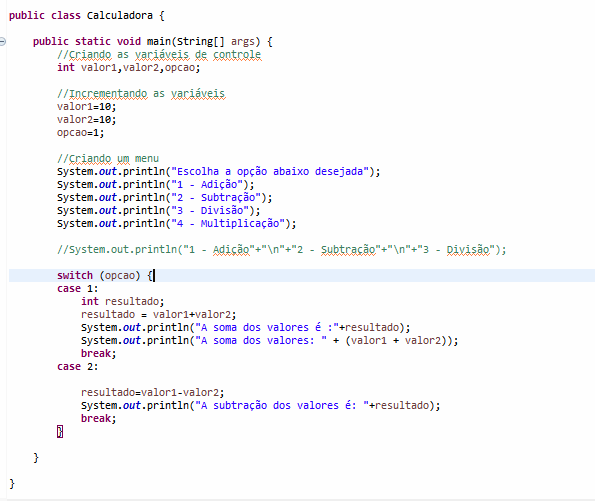 public class Calculadora {
public static void main(String[] args) {
//Criando as variáveis de controle
int valor1,valor2,opcao;
//Incrementando as variáveis
valor1=10;
valor2=10;
opcao=1;
//Criando um menu
System.out.println("Escolha a opção abaixo desejada");
System.out.println("1 - Adição");
System.out.println("2 - Subtração");
System.out.println("3 - Divisão");
System.out.println("4 - Multiplicação");
//System.out.println("1 - Adição"+"\n"+"2 - Subtração"+"\n"+"3 - Divisão");
switch (opcao) {
case 1:
int resultado;
resultado = valor1+valor2;
System.out.println("A soma dos valores é :"+resultado);
System.out.println("A soma dos valores: " + (valor1 + valor2));
break;
case 2:
resultado=valor1-valor2;
System.out.println("A subtração dos valores é: "+resultado);
break;
}
}
}